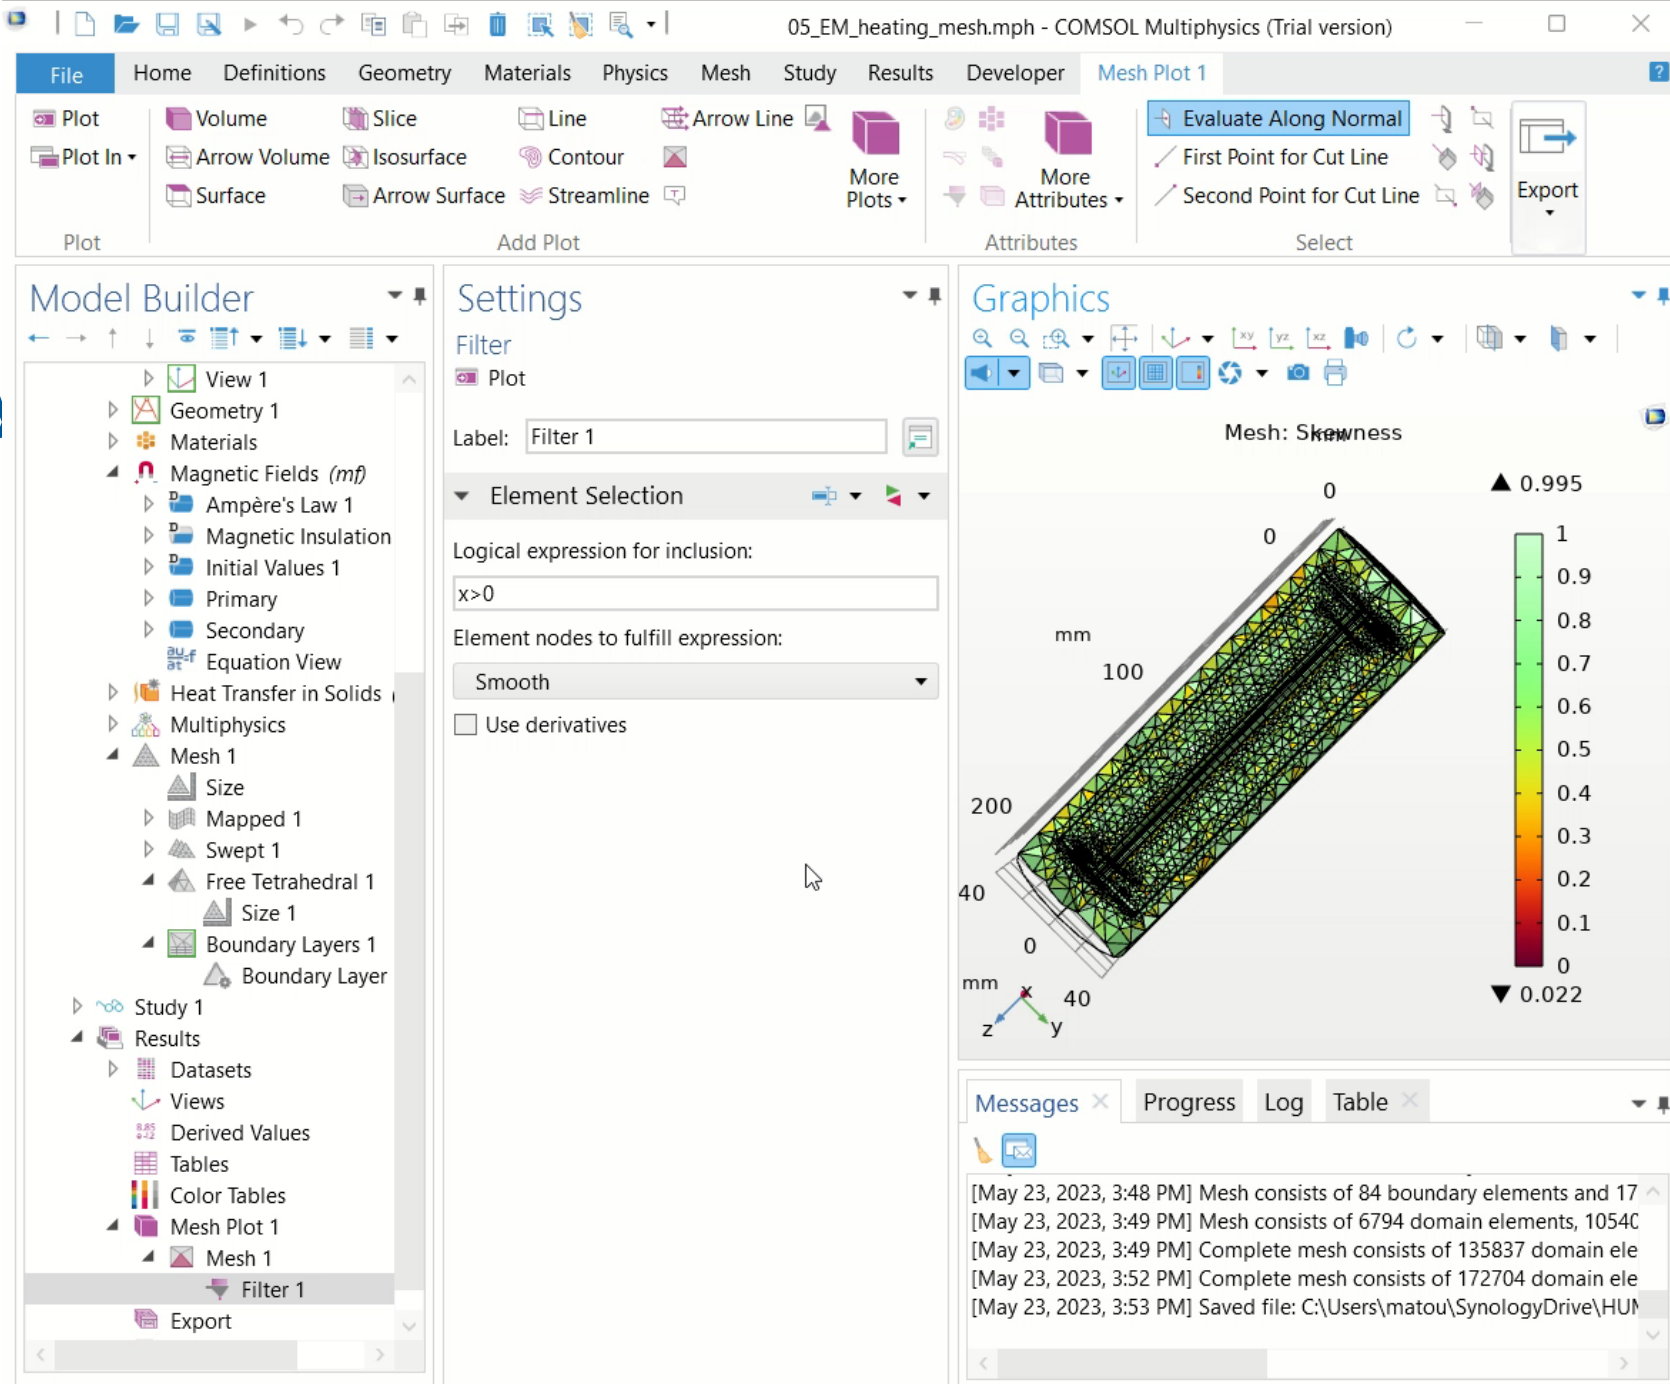 05_EM_heating_mesh.mph - COMSOL Multiphysics (Trial version)
File Home Definitions Geometry Materials Physics Mesh Study Results Developer Mesh Plot 1
Plot Volume Slice Line Arrow Line Evaluate Along Normal
Plot In Arrow Volume Isosurface Contour First Point for Cut Line
Surface Arrow Surface Streamline Second Point for Cut Line
More Plots
More Attributes
Export
Plot Add Plot Attributes Select
Model Builder
View 1
Geometry 1
Materials
Magnetic Fields (mf)
Ampère's Law 1
Magnetic Insulation
Initial Values 1
Primary
Secondary
Equation View
Heat Transfer in Solids (
Multiphysics
Mesh 1
Size
Mapped 1
Swept 1
Free Tetrahedral 1
Size 1
Boundary Layers 1
Boundary Layer
Study 1
Results
Datasets
Views
Derived Values
Tables
Color Tables
Mesh Plot 1
Mesh 1
Filter 1
Export
Settings
Filter
Plot
Label: Filter 1
Element Selection
Logical expression for inclusion:
x>0
Element nodes to fulfill expression:
Smooth
Use derivatives
Graphics
xy yz xz
Mesh: Skewness
mm
0
0
mm
100
200
40
0
mm
40
x
y
z
▲ 0.995
1
0.9
0.8
0.7
0.6
0.5
0.4
0.3
0.2
0.1
0
▼ 0.022
Messages Progress Log Table
[May 23, 2023, 3:48 PM] Mesh consists of 84 boundary elements and 17
[May 23, 2023, 3:49 PM] Mesh consists of 6794 domain elements, 10540
[May 23, 2023, 3:49 PM] Complete mesh consists of 135837 domain ele
[May 23, 2023, 3:52 PM] Complete mesh consists of 172704 domain ele
[May 23, 2023, 3:53 PM] Saved file: C:\Users\matou\SynologyDrive\HUM